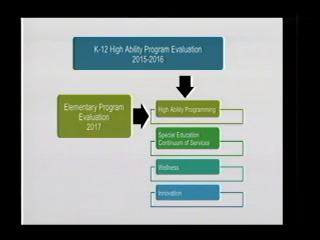 K-12 High Ability Program Evaluation
2015-2016
Elementary Program
Evaluation
2017
High Ability Programming
Special Education
Continuum of Services
Wellness
Innovation